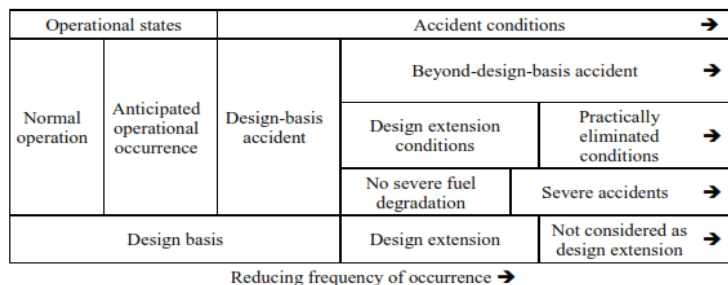 Operational states Accident conditions ➔
Beyond-design-basis accident ➔
Normal operation
Anticipated operational occurrence
Design-basis accident
Design extension conditions
Practically eliminated conditions ➔
No severe fuel degradation
Severe accidents ➔
Design basis
Design extension
Not considered as design extension ➔
Reducing frequency of occurrence ➔